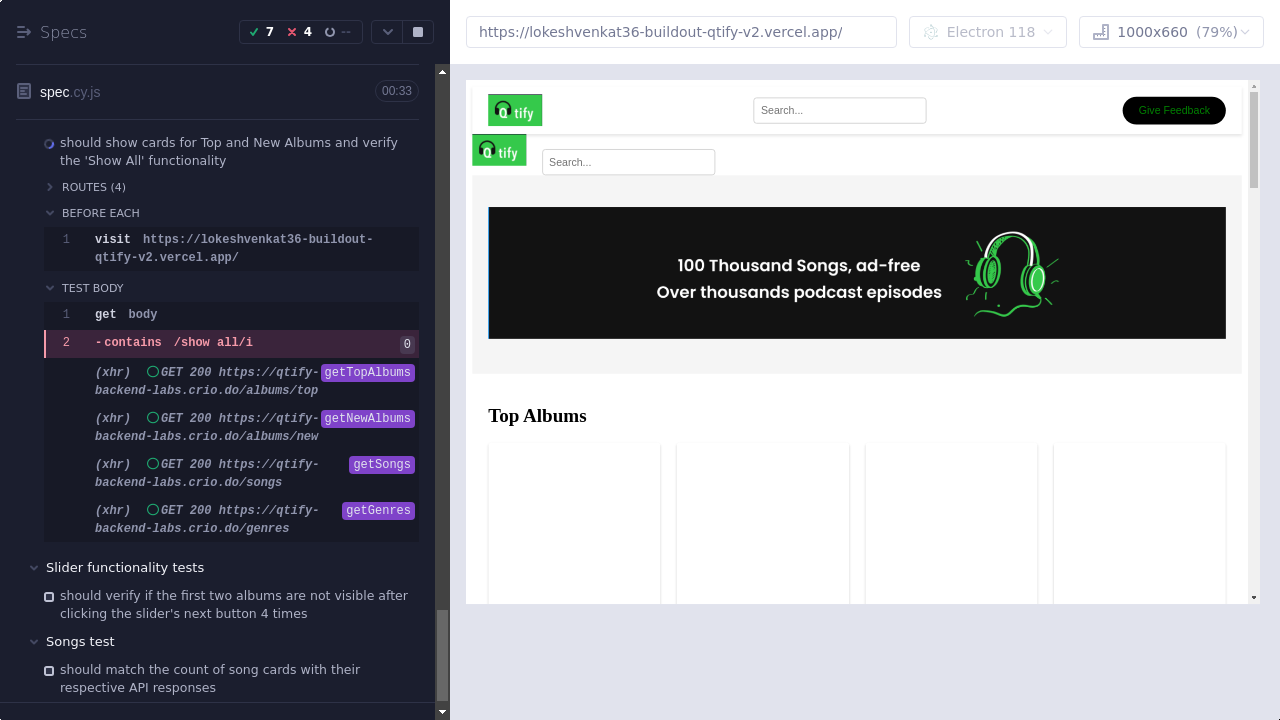 Specs
7
4
--
https://lokeshvenkat36-buildout-qtify-v2.vercel.app/
Electron 118
1000x660 (79%)
spec.cy.js
00:33
should show cards for Top and New Albums and verify
the 'Show All' functionality
ROUTES (4)
BEFORE EACH
1 visit https://lokeshvenkat36-buildout-
qtify-v2.vercel.app/
TEST BODY
1 get body
2 -contains /show all/i 0
(xhr) GET 200 https://qtify- getTopAlbums
backend-labs.crio.do/albums/top
(xhr) GET 200 https://qtify- getNewAlbums
backend-labs.crio.do/albums/new
(xhr) GET 200 https://qtify- getSongs
backend-labs.crio.do/songs
(xhr) GET 200 https://qtify- getGenres
backend-labs.crio.do/genres
Slider functionality tests
should verify if the first two albums are not visible after
clicking the slider's next button 4 times
Songs test
should match the count of song cards with their
respective API responses
Qtify
Search...
Give Feedback
Qtify
Search...
100 Thousand Songs, ad-free
Over thousands podcast episodes
Top Albums